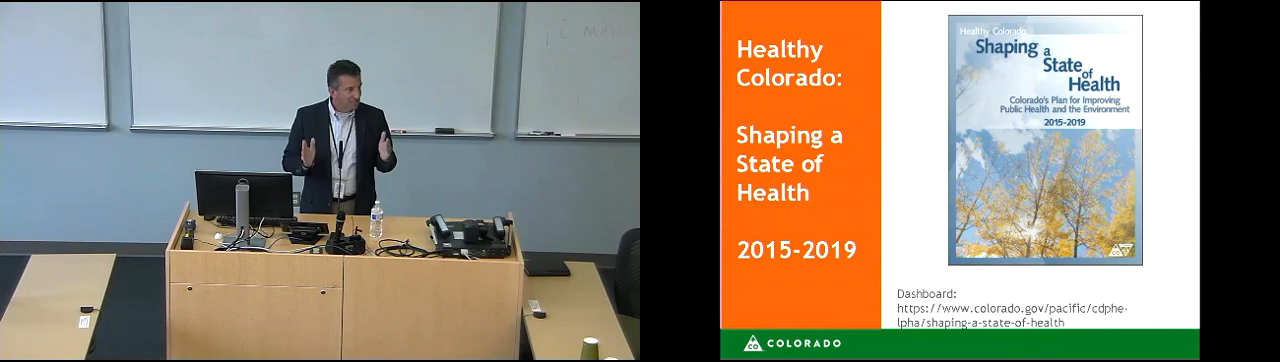 Healthy
Colorado:
Shaping a
State of
Health
2015-2019
Healthy Colorado:
Shaping a
State of
Health
Colorado's Plan for Improving
Public Health and the Environment
2015-2019
CO
Dashboard:
https://www.colorado.gov/pacific/cdphe-
lpha/shaping-a-state-of-health
CO COLORADO